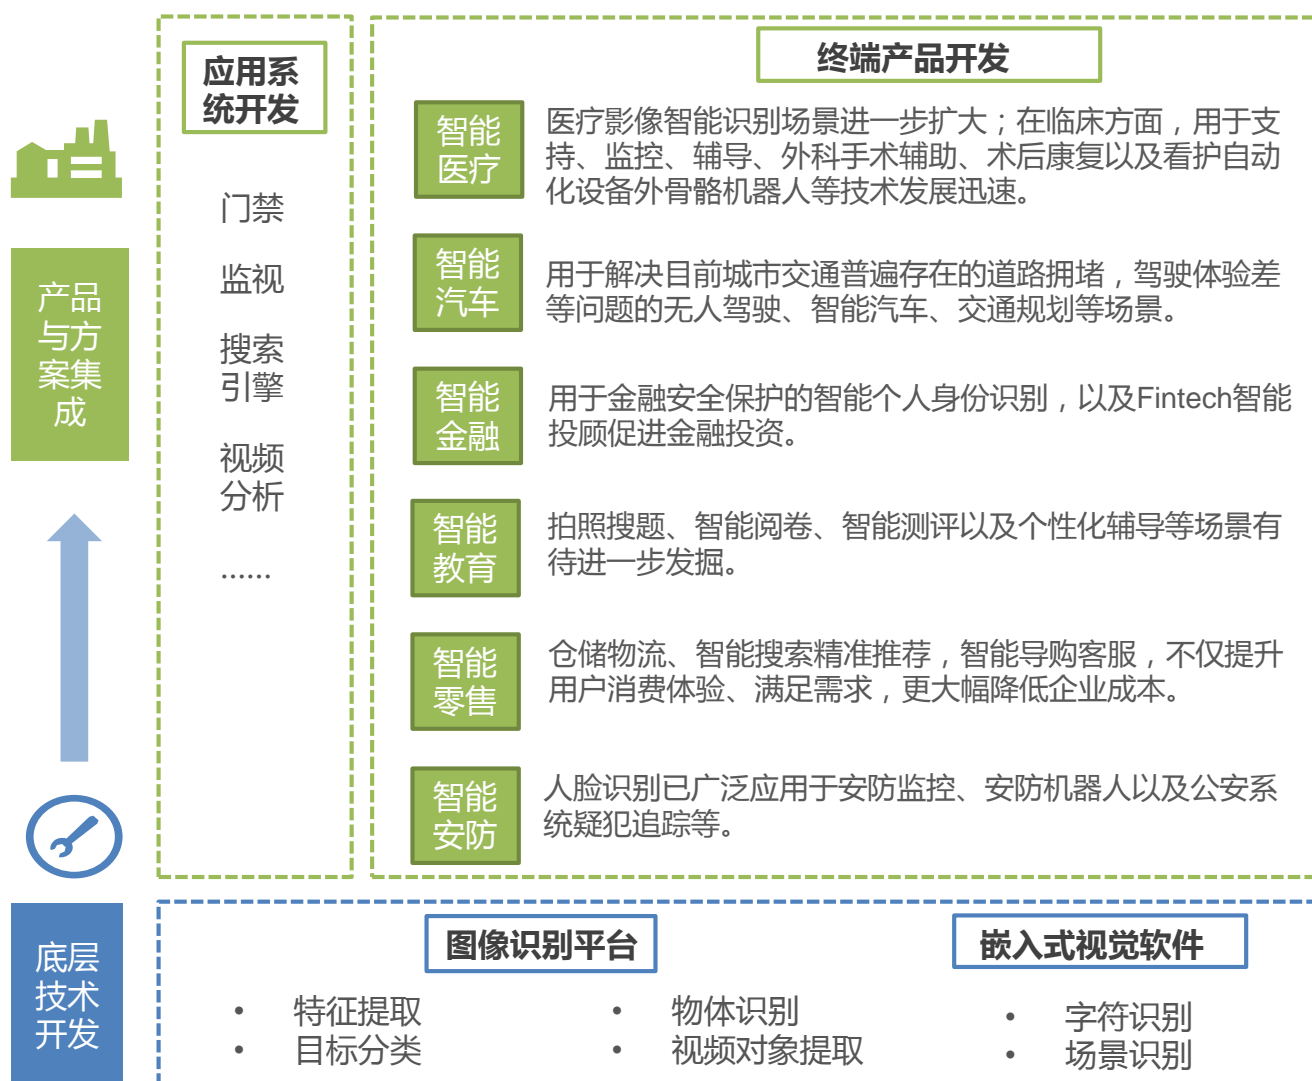 应用系
统开发
门禁
监视
搜索
引擎
视频
分析
......
终端产品开发
智能
医疗
医疗影像智能识别场景进一步扩大；在临床方面，用于支
持、监控、辅导、外科手术辅助、术后康复以及看护自动
化设备外骨骼机器人等技术发展迅速。
智能
汽车
用于解决目前城市交通普遍存在的道路拥堵，驾驶体验差
等问题的无人驾驶、智能汽车、交通规划等场景。
智能
金融
用于金融安全保护的智能个人身份识别，以及Fintech智能
投顾促进金融投资。
智能
教育
拍照搜题、智能阅卷、智能测评以及个性化辅导等场景有
待进一步发掘。
智能
零售
仓储物流、智能搜索精准推荐，智能导购客服，不仅提升
用户消费体验、满足需求，更大幅降低企业成本。
智能
安防
人脸识别已广泛应用于安防监控、安防机器人以及公安系
统疑犯追踪等。
产品
与方
案集
成
底层
技术
开发
图像识别平台
• 特征提取
• 目标分类
• 物体识别
• 视频对象提取
嵌入式视觉软件
• 字符识别
• 场景识别